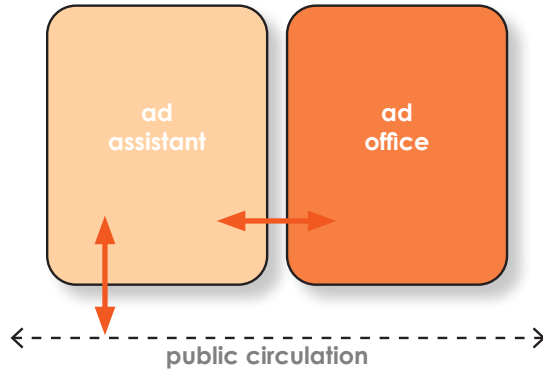 ad
assistant
ad
office
public circulation